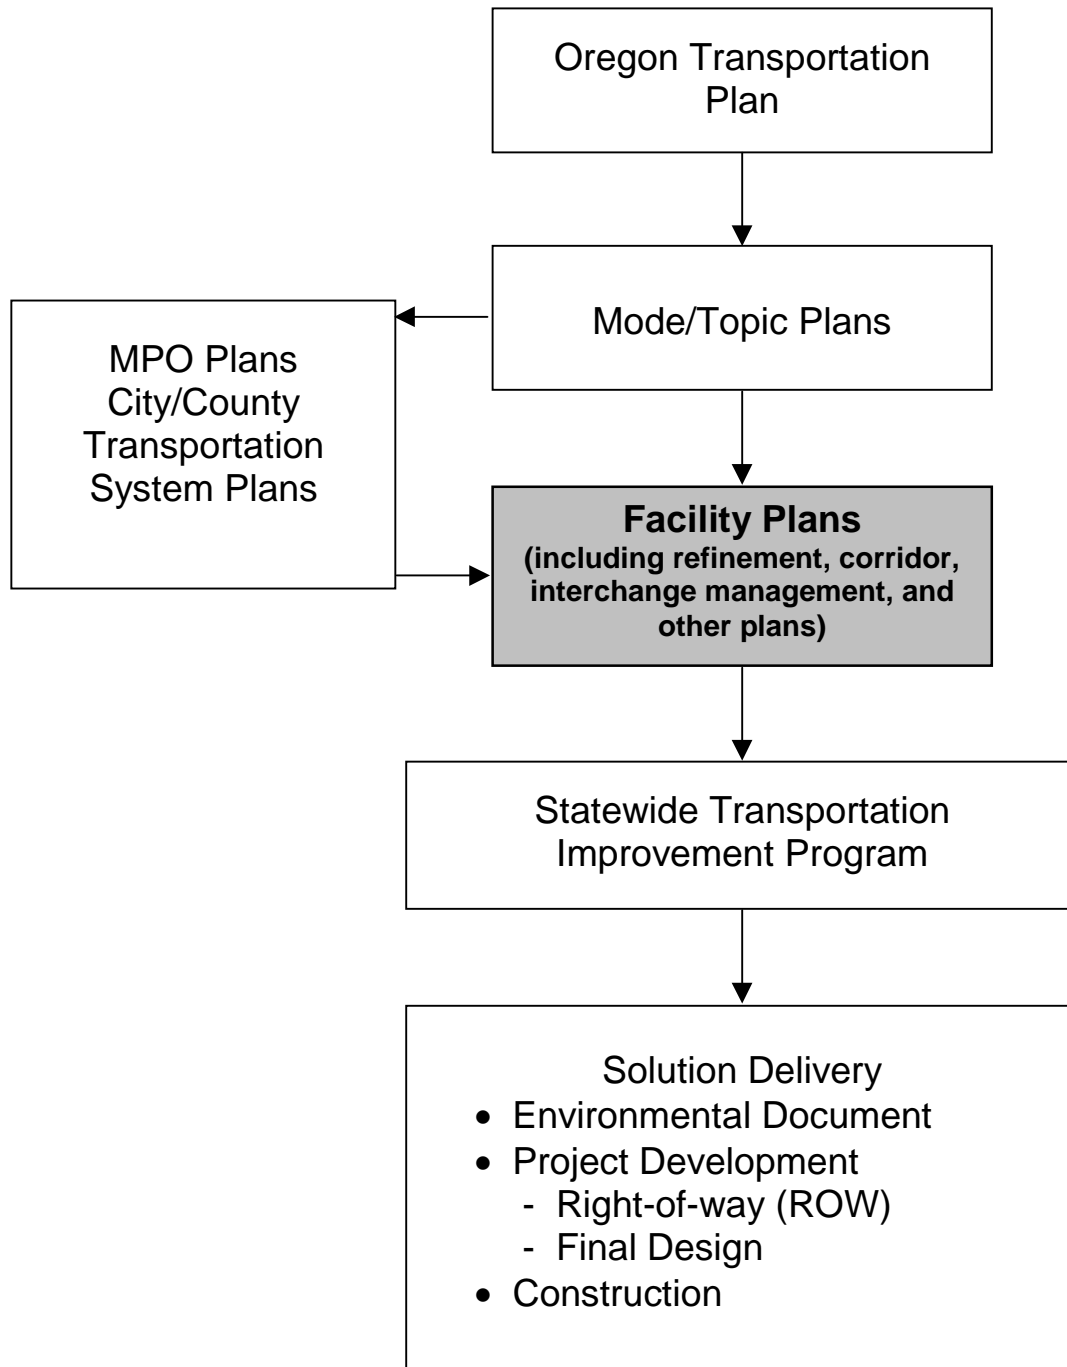 Oregon Transportation
Plan
Mode/Topic Plans
MPO Plans
City/County
Transportation
System Plans
Facility Plans
(including refinement, corridor,
interchange management, and
other plans)
Statewide Transportation
Improvement Program
Solution Delivery
• Environmental Document
• Project Development
- Right-of-way (ROW)
- Final Design
• Construction